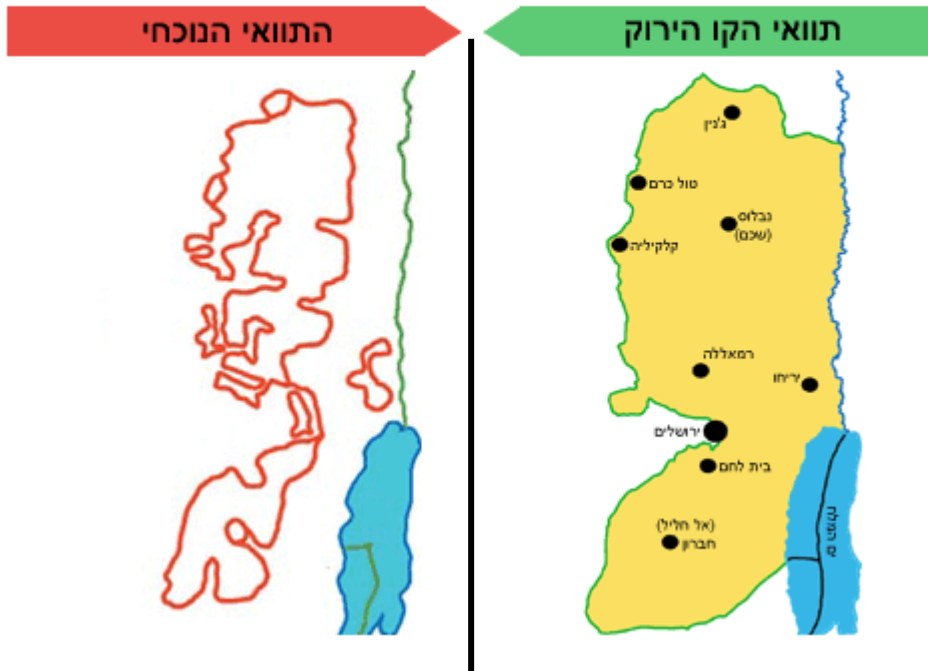 תוואי הקו הירוק
התוואי הנוכחי
ג'נין
טול כרם
נבלוס
(שכם)
קלקיליה
רמאללה
יריחו
ירושלים
בית לחם
(אל חליל)
חברון
ים המלח